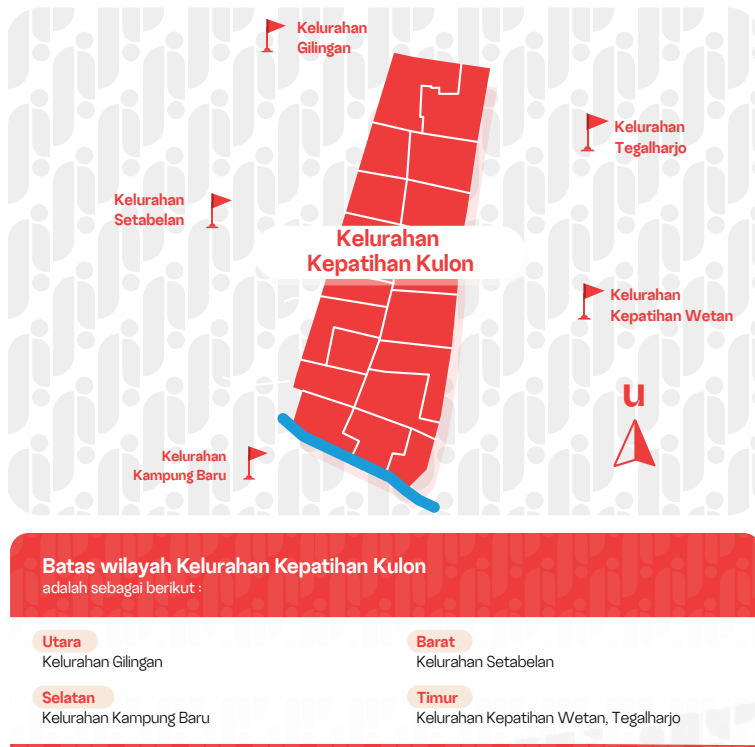 Kelurahan
Gilingan
Kelurahan
Tegalharjo
Kelurahan
Setabelan
Kelurahan
Kepatihan Kulon
Kelurahan
Kepatihan Wetan
u
Kelurahan
Kampung Baru
Batas wilayah Kelurahan Kepatihan Kulon
adalah sebagai berikut :
Utara
Kelurahan Gilingan
Barat
Kelurahan Setabelan
Selatan
Kelurahan Kampung Baru
Timur
Kelurahan Kepatihan Wetan, Tegalharjo